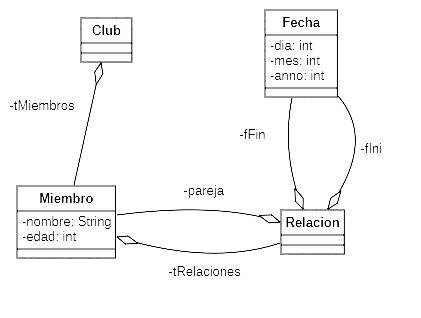 Club
Fecha
-dia: int
-mes: int
-anno: int
-tMiembros
-fFin
-fIni
Miembro
-nombre: String
-edad: int
-pareja
Relacion
-tRelaciones